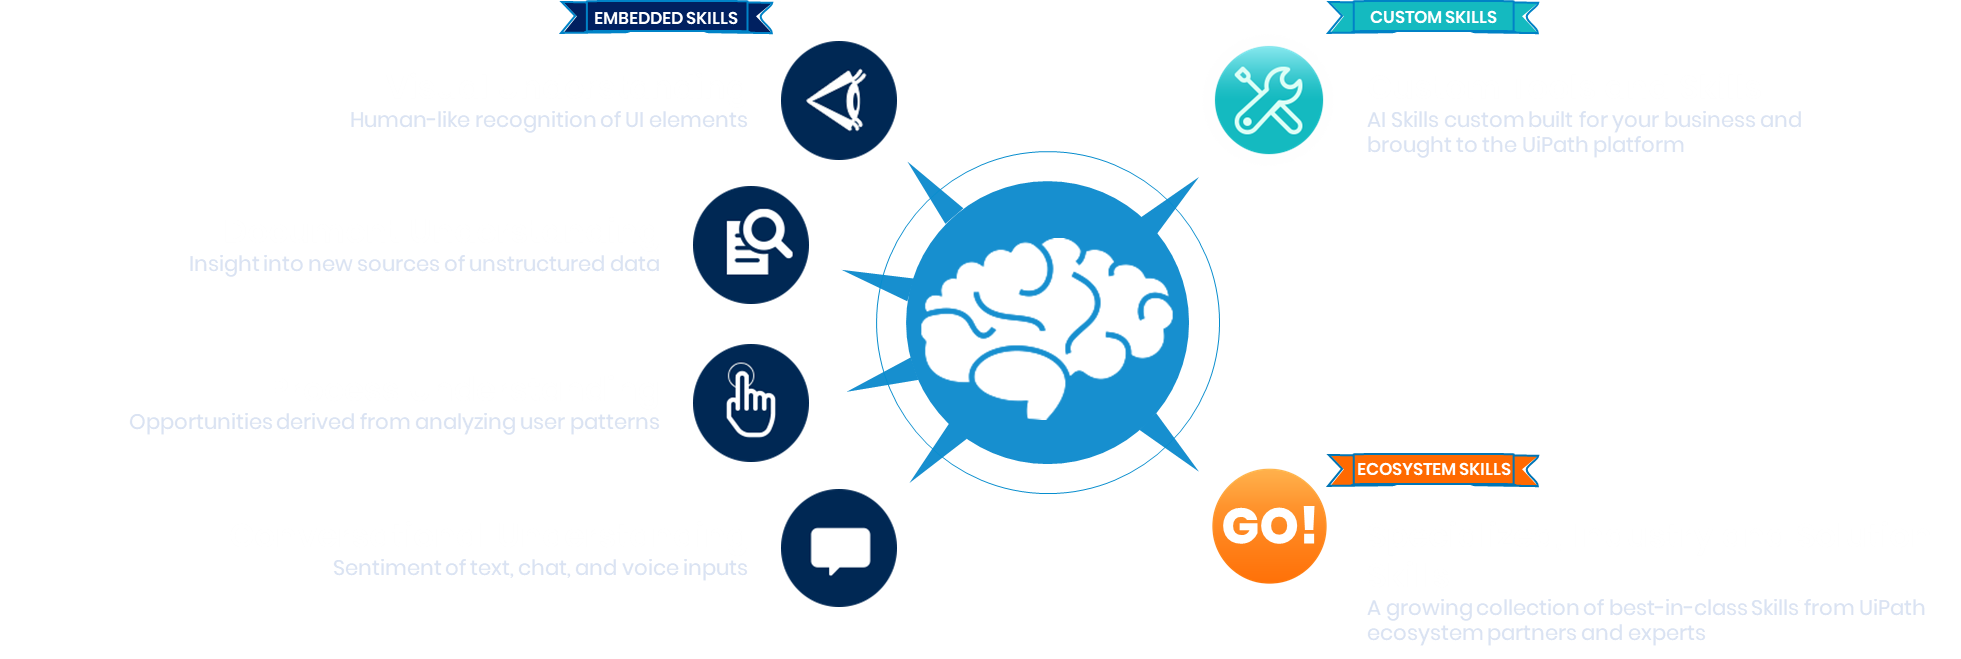 EMBEDDED SKILLS
Human-like recognition of UI elements
Insight into new sources of unstructured data
Opportunities derived from analyzing user patterns
Sentiment of text, chat, and voice inputs
CUSTOM SKILLS
AI Skills custom built for your business and
brought to the UiPath platform
ECOSYSTEM SKILLS
GO!
A growing collection of best-in-class Skills from UiPath
ecosystem partners and experts